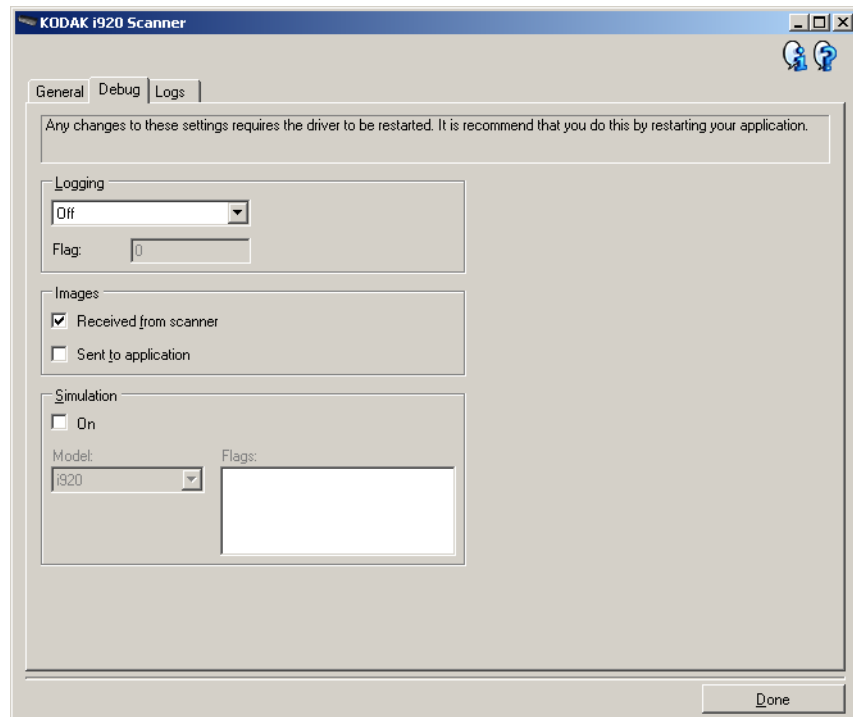 KODAK i920 Scanner
General Debug Logs
Any changes to these settings requires the driver to be restarted. It is recommend that you do this by restarting your application.
Logging
Off
Flag: 0
Images
Received from scanner
Sent to application
Simulation
On
Model: Flags:
i920
Done